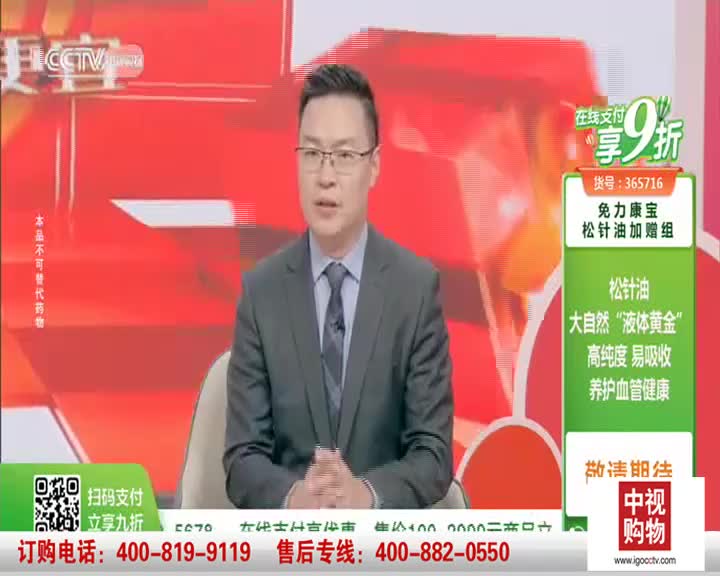 CCTV
本品不可替代药物
在线支付
享9折
货号：365716
免力康宝
松针油加赠组
松针油
大自然“液体黄金”
高纯度 易吸收
养护血管健康
敬请期待
扫码支付
立享九折
5678
在线支付享优惠
中视
购物
www.igocctv.com
订购电话：400-819-9119 售后专线：400-882-0550